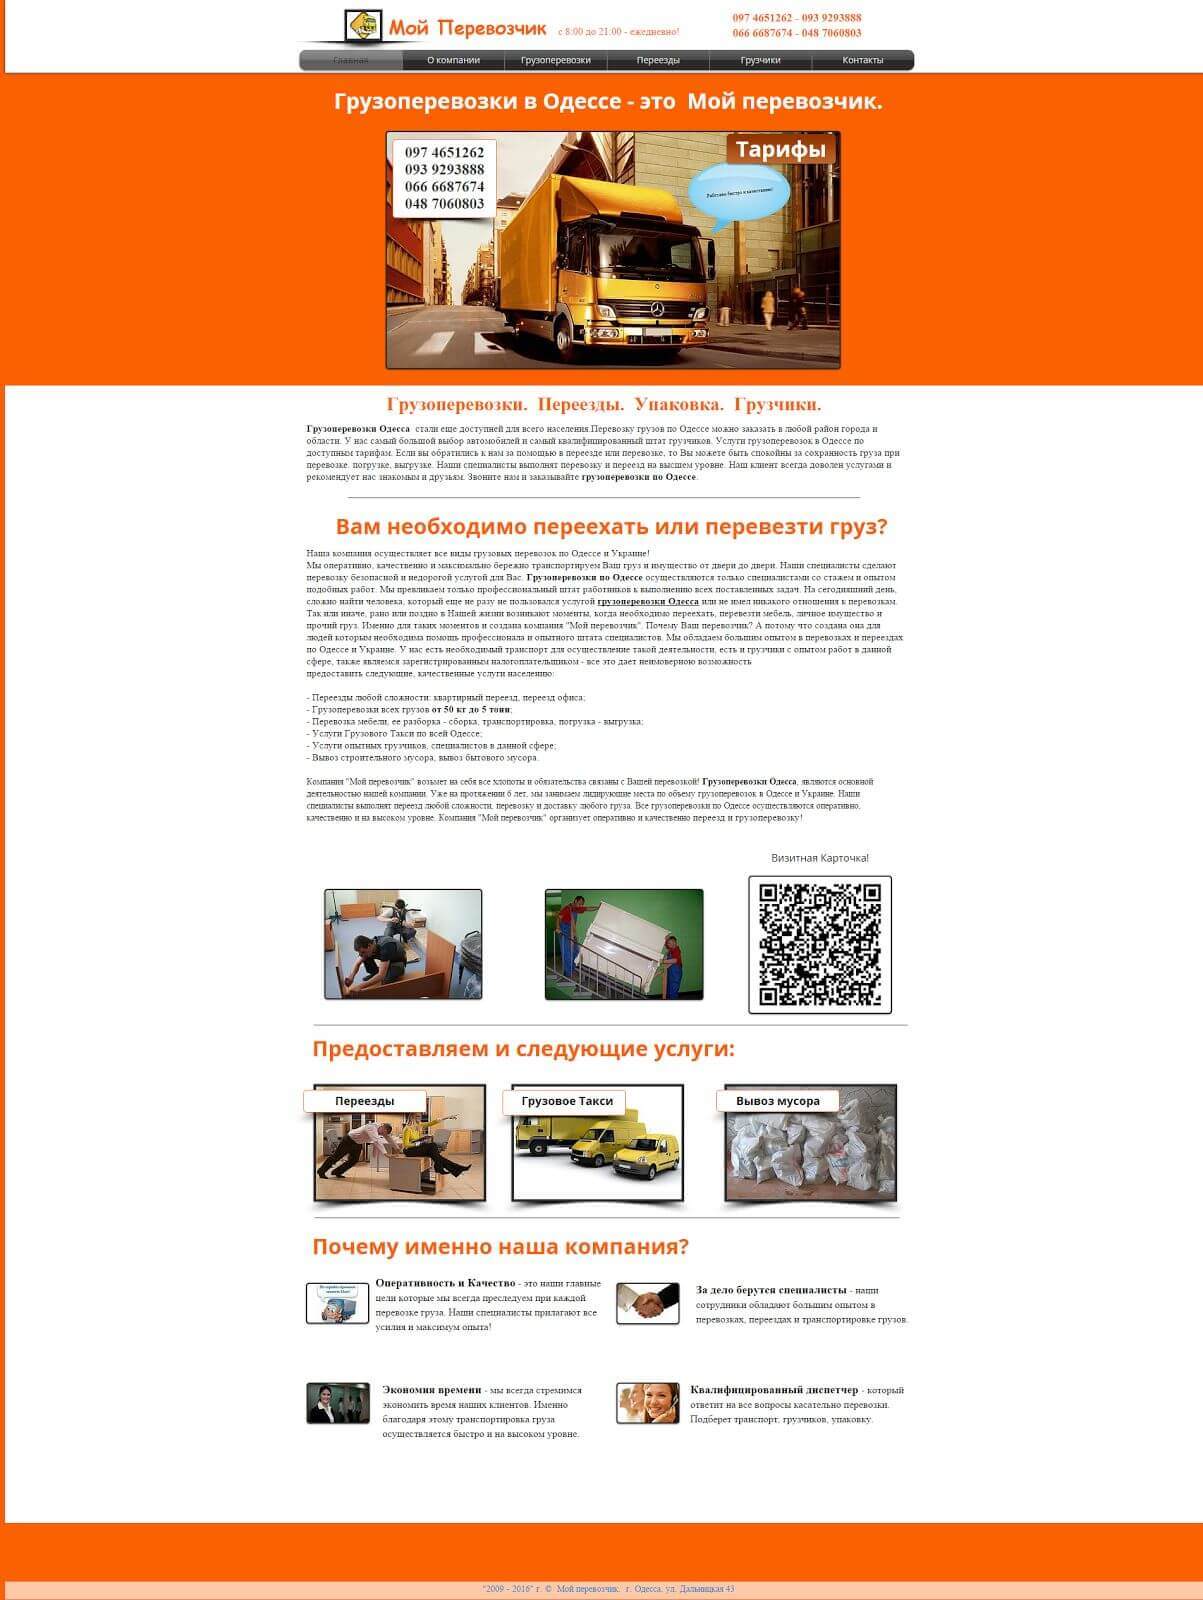 Мой Перевозчик
с 8:00 до 21:00 - ежедневно!
097 4651262 - 093 9293888
066 6687674 - 048 7060803
Главная
О компании
Грузоперевозки
Переезды
Грузчики
Контакты
Грузоперевозки в Одессе - это Мой перевозчик.
097 4651262
093 9293888
066 6687674
048 7060803
Тарифы
Работаем быстро и качественно!
Грузоперевозки. Переезды. Упаковка. Грузчики.
Грузоперевозки Одесса стали еще доступней для всего населения.Перевозку грузов по Одессе можно заказать в любой район города и
области. У нас самый большой выбор автомобилей и самый квалифицированный штат грузчиков. Услуги грузоперевозок в Одессе по
доступным тарифам. Если вы обратились к нам за помощью в переезде или перевозке, то Вы можете быть спокойны за сохранность груза при
перевозке. погрузке, выгрузке. Наши специалисты выполнят перевозку и переезд на высшем уровне. Наш клиент всегда доволен услугами и
рекомендует нас знакомым и друзьям. Звоните нам и заказывайте грузоперевозки по Одессе.
Вам необходимо переехать или перевезти груз?
Наша компания осуществляет все виды грузовых перевозок по Одессе и Украине!
Мы оперативно, качественно и максимально бережно транспортируем Ваш груз и имущество от двери до двери. Наши специалисты сделают
перевозку безопасной и недорогой услугой для Вас. Грузоперевозки по Одессе осуществляются только специалистами со стажем и опытом
подобных работ. Мы превликаем только профессиональный штат работников к выполнению всех поставленных задач. На сегодняшний день,
сложно найти человека, который еще не разу не пользовался услугой грузоперевозки Одесса или не имел никакого отношения к перевозкам.
Так или иначе, рано или поздно в Нашей жизни возникают моменты, когда необходимо переехать, перевезти мебель, личное имущество и
прочий груз. Именно для таких моментов и создана компания "Мой перевозчик". Почему Ваш перевозчик? А потому что создана она для
людей которым необходима помощь профессионала и опытного штата специалистов. Мы обладаем большим опытом в перевозках и переездах
по Одессе и Украине. У нас есть необходимый транспорт для осуществление такой деятельности, есть и грузчики с опытом работ в данной
сфере, также являемся зарегистрированным налогоплательщиком - все это дает неимоверною возможность
предоставить следующие, качественные услуги населению:
- Переезды любой сложности: квартирный переезд, переезд офиса;
- Грузоперевозки всех грузов от 50 кг до 5 тонн;
- Перевозка мебели, ее разборка - сборка, транспортировка, погрузка - выгрузка;
- Услуги Грузового Такси по всей Одессе;
- Услуги опытных грузчиков, специалистов в данной сфере;
- Вывоз строительного мусора, вывоз бытового мусора.
Компания "Мой перевозчик" возьмет на себя все хлопоты и обязательства связаны с Вашей перевозкой! Грузоперевозки Одесса, являются основной
деятельностью нашей компании. Уже на протяжении 6 лет, мы занимаем лидирующие места по объему грузоперевозок в Одессе и Украине. Наши
специалисты выполнят переезд любой сложности, перевозку и доставку любого груза. Все грузоперевозки по Одессе осуществляются оперативно,
качественно и на высоком уровне. Компания "Мой перевозчик" организует оперативно и качественно переезд и грузоперевозку!
Визитная Карточка!
Предоставляем и следующие услуги:
Переезды
Грузовое Такси
Вывоз мусора
Почему именно наша компания?
Оперативность и Качество - это наши главные
цели которые мы всегда преследуем при каждой
перевозке груза. Наши специалисты прилагают все
усилия и максимум опыта!
За дело берутся специалисты - наши
сотрудники обладают большим опытом в
перевозках, переездах и транспортировке грузов.
Экономия времени - мы всегда стремимся
экономить время наших клиентов. Именно
благодаря этому транспортировка груза
осуществляется быстро и на высоком уровне.
Квалифицированный диспетчер - который
ответит на все вопросы касательно перевозки.
Подберет транспорт, грузчиков, упаковку.
"2009 - 2016" г. © Мой перевозчик. г. Одесса. ул. Дальницкая 43